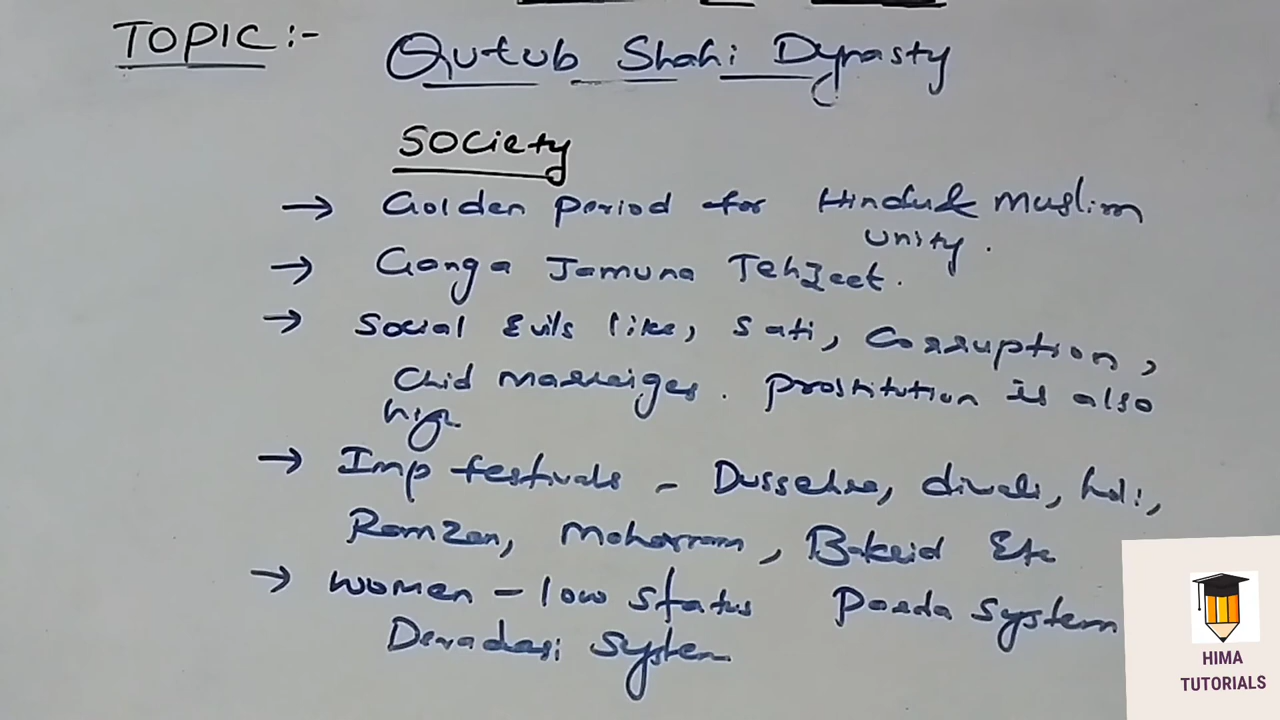 TOPIC:-
Qutub Shahi Dynasty
Society
→ Golden period for Hindu & Muslim
unity.
→ Ganga Jamuna Tehzeet.
→ Social Evils like, Sati, Corruption,
Chid marreiges. prostitution is also
high
→ Imp festivals - Dussehra, diwali, holi,
Ramzan, Moharram, Bakrid Etc
→ women - low status Parda system
Devadasi system
HIMA
TUTORIALS